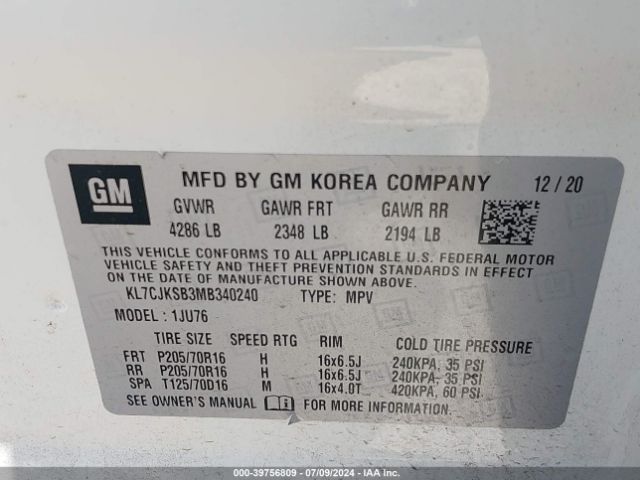 GM
MFD BY GM KOREA COMPANY 12/20
GVWR GAWR FRT GAWR RR
4286 LB 2348 LB 2194 LB
THIS VEHICLE CONFORMS TO ALL APPLICABLE U.S. FEDERAL MOTOR
VEHICLE SAFETY AND THEFT PREVENTION STANDARDS IN EFFECT
ON THE DATE OF MANUFACTURE SHOWN ABOVE.
KL7CJKSB3MB340240 TYPE: MPV
MODEL: 1JU76
TIRE SIZE SPEED RTG RIM COLD TIRE PRESSURE
FRT P205/70R16 H 16x6.5J 240KPA, 35 PSI
RR P205/70R16 H 16x6.5J 240KPA, 35 PSI
SPA T125/70D16 M 16x4.0T 420KPA, 60 PSI
SEE OWNER'S MANUAL FOR MORE INFORMATION.
000-39756809 - 07/09/2024 - IAA Inc.